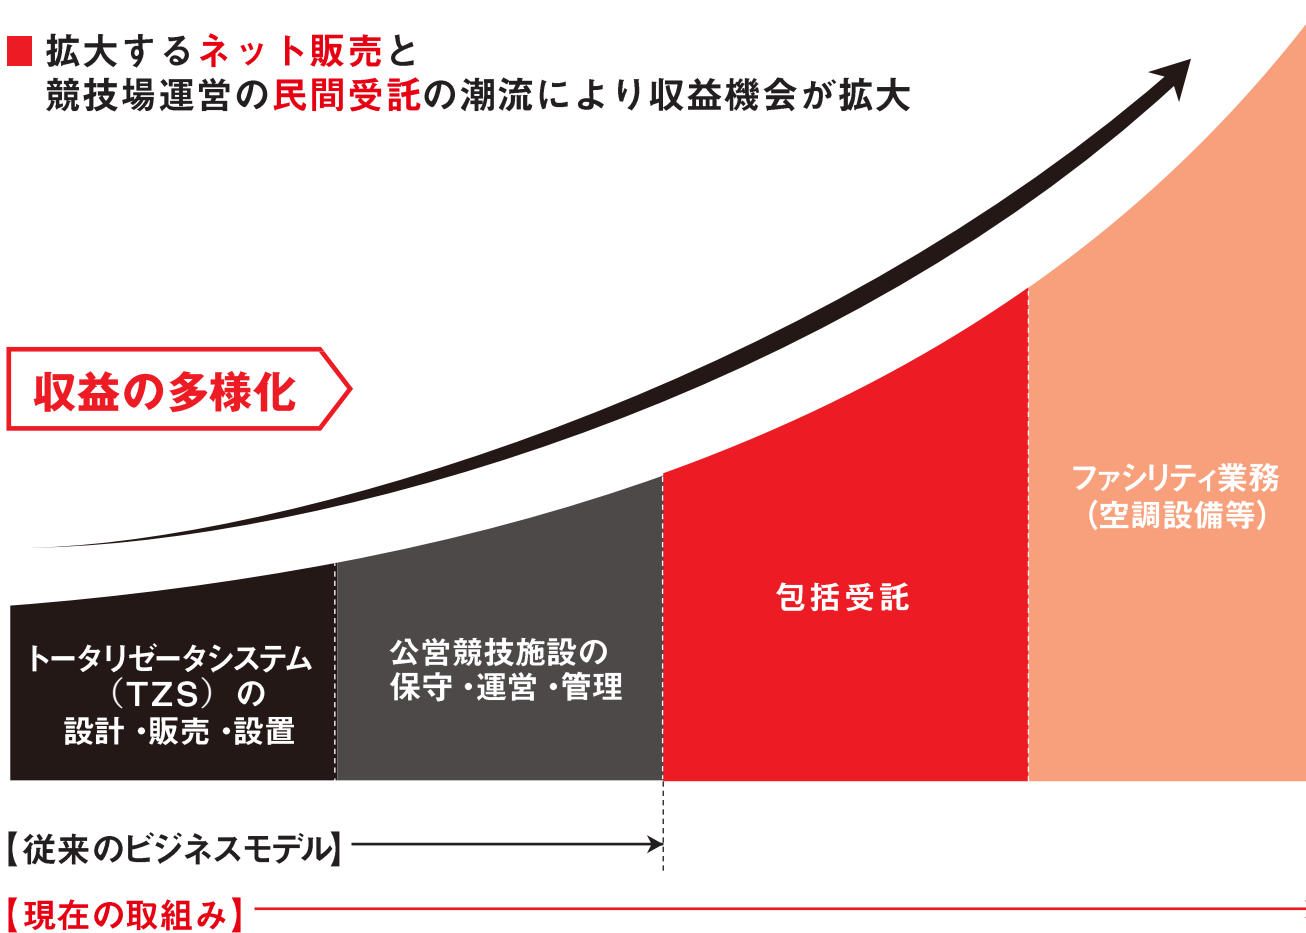 ■拡大するネット販売と
競技場運営の民間受託の潮流により収益機会が拡大
収益の多様化
ファシリティ業務
（空調設備等）
包括受託
トータリゼータシステム
（TZS）の
設計・販売・設置
公営競技施設の
保守・運営・管理
【従来のビジネスモデル】
【現在の取組み】